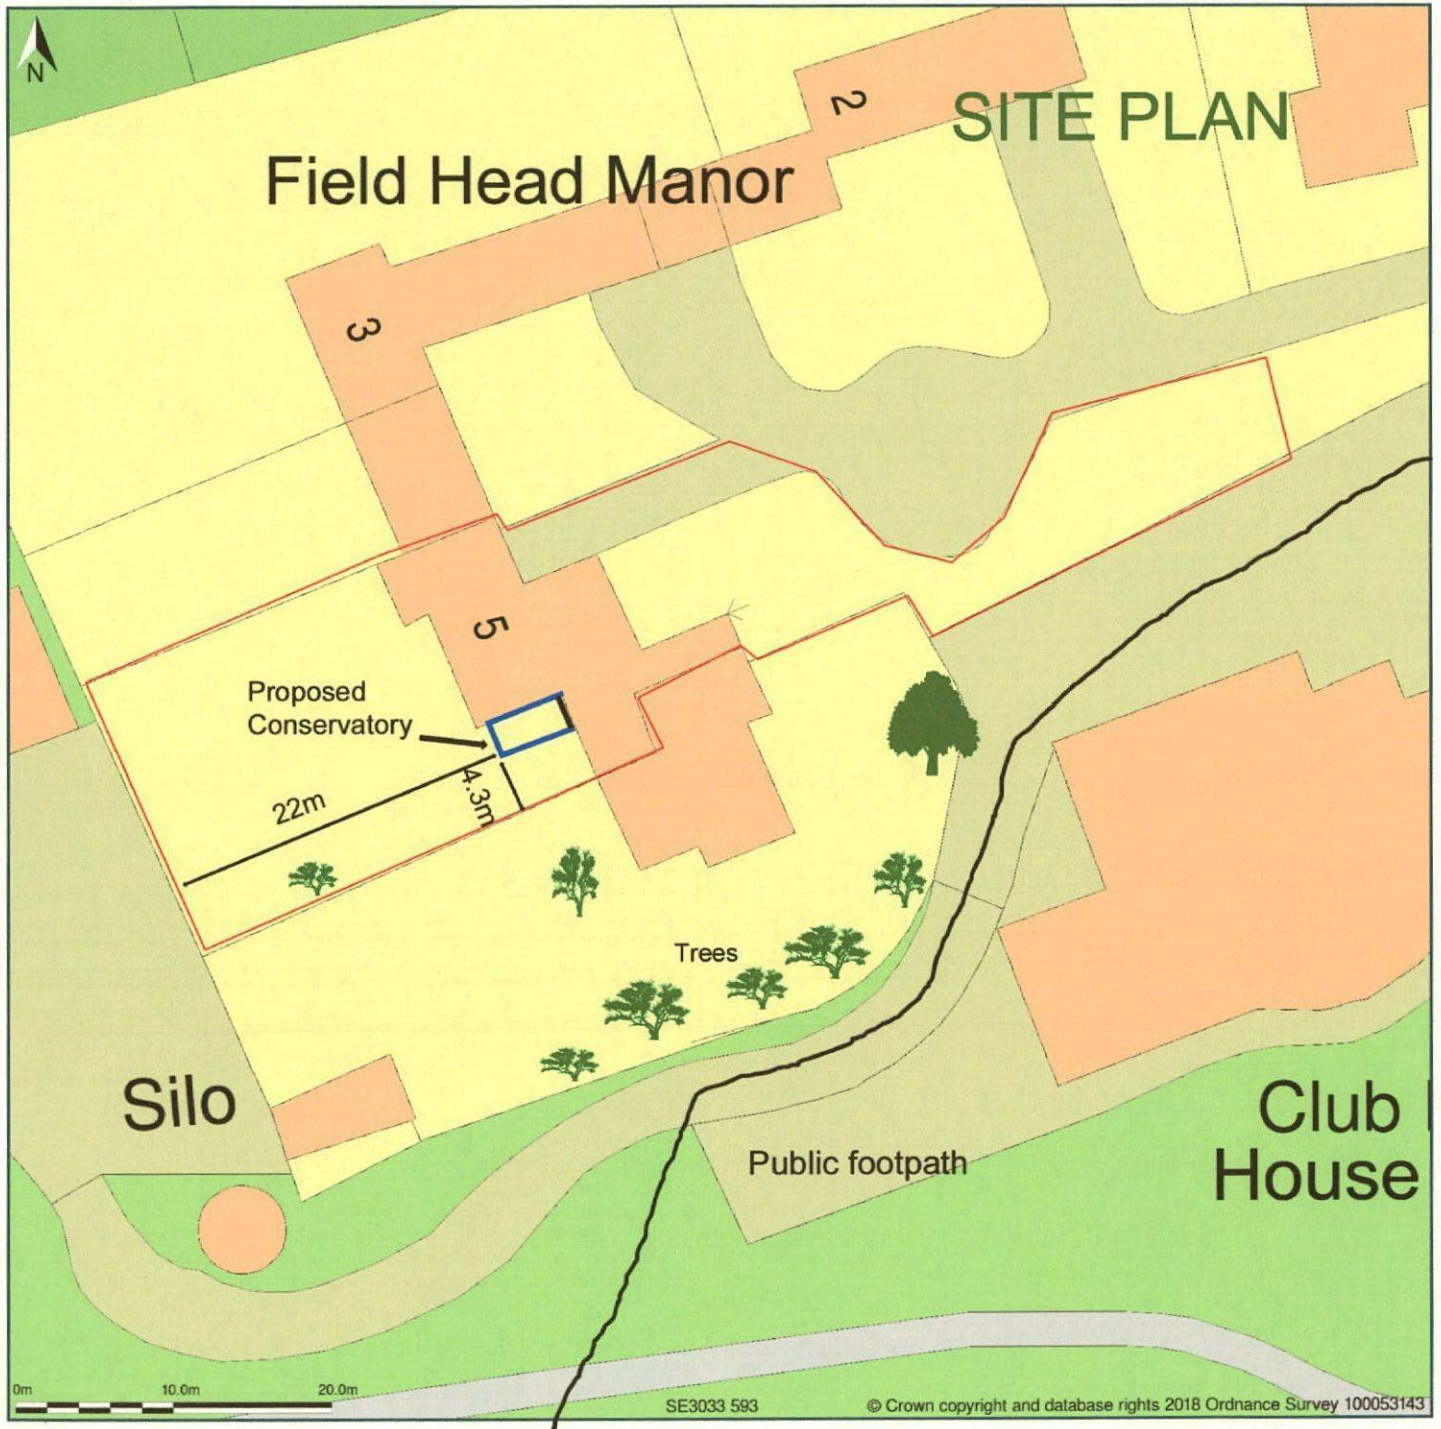 N
SITE PLAN
2
Field Head Manor
3
5
Proposed
Conservatory
22m
4.3m
Trees
Silo
Club
House
Public footpath
0m 10.0m 20.0m
SE3033 593
© Crown copyright and database rights 2018 Ordnance Survey 100053143